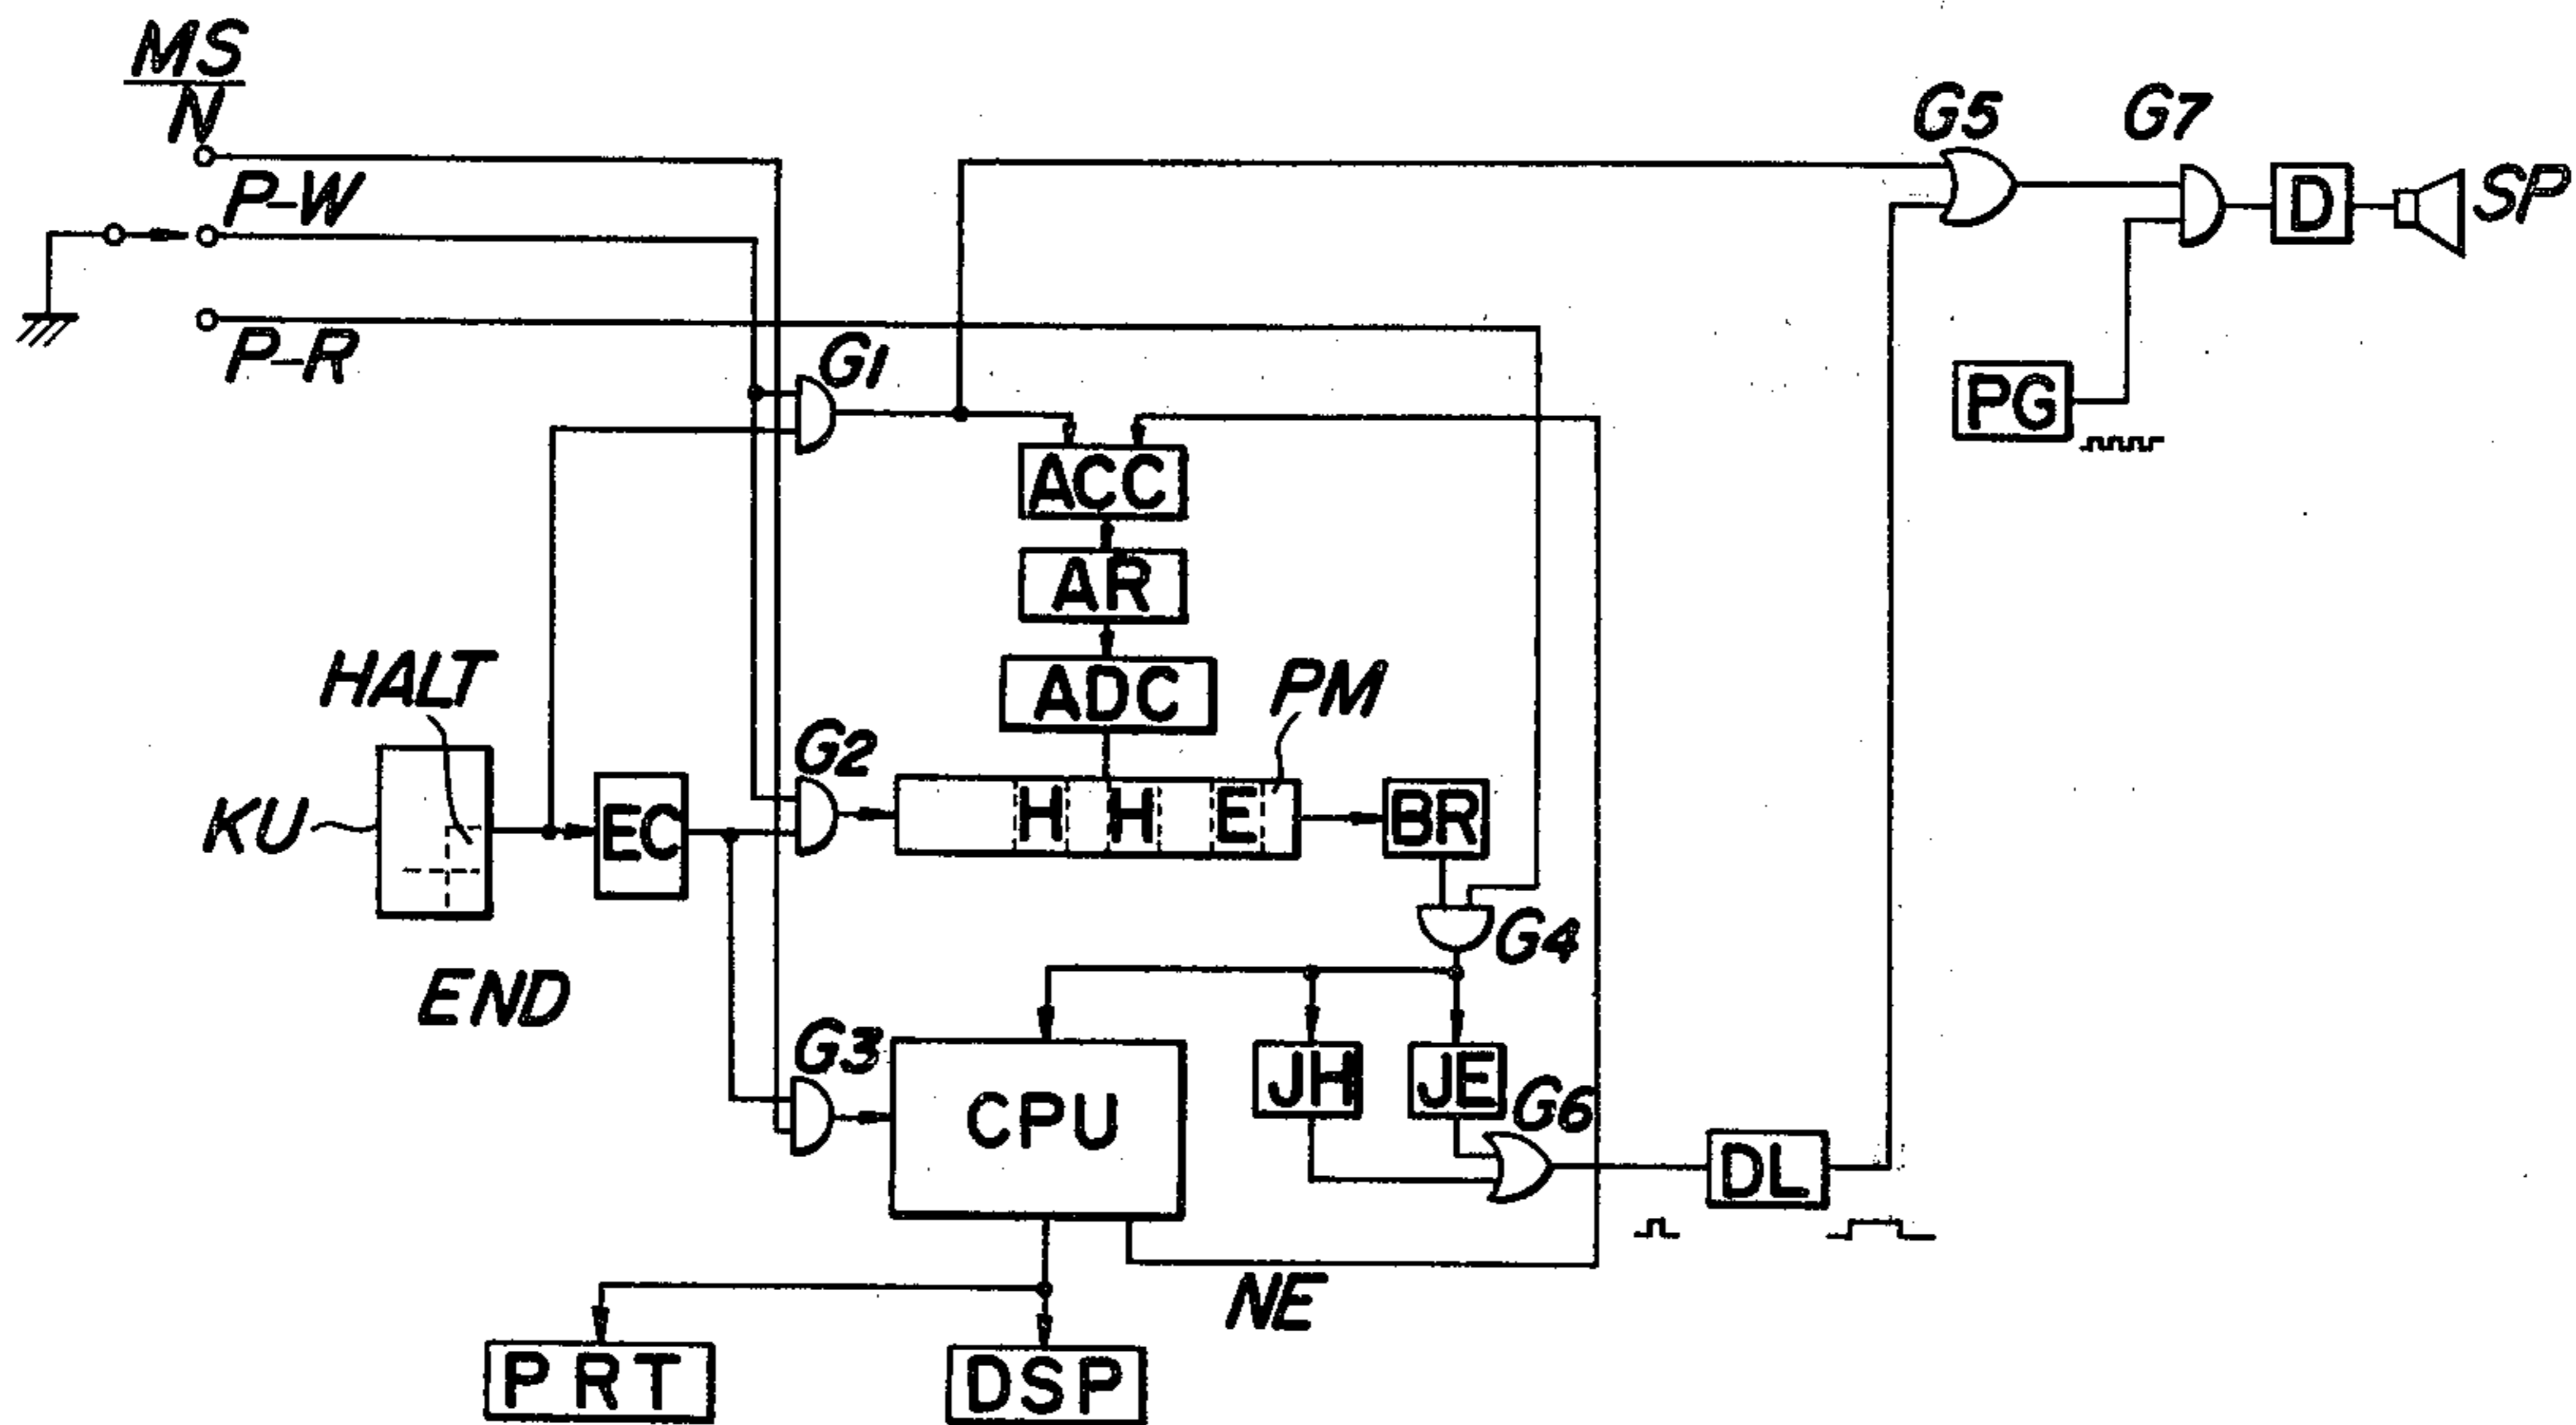 MS
N
P-W
P-R
G5
G7
D
SP
PG
G1
ACC
AR
ADC
HALT
PM
KU
EC
G2
H H E
BR
G4
END
G3
CPU
JH
JE
G6
DL
NE
PRT
DSP